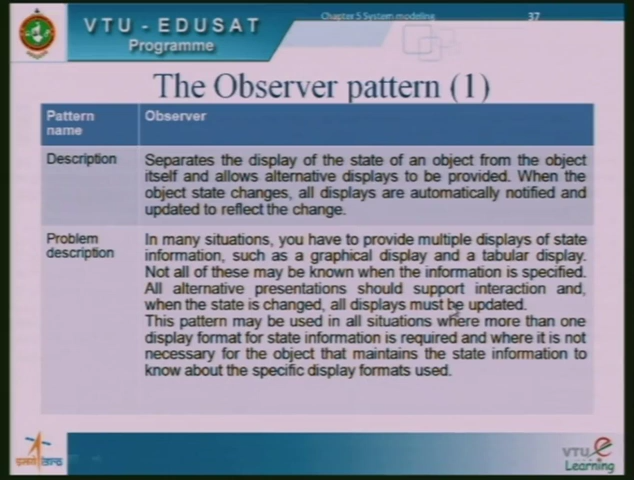 VTU - EDUSAT
Programme
Chapter 5 System modeling
37
The Observer pattern (1)
Pattern name
Observer
Description
Separates the display of the state of an object from the object
itself and allows alternative displays to be provided. When the
object state changes, all displays are automatically notified and
updated to reflect the change.
Problem description
In many situations, you have to provide multiple displays of state
information, such as a graphical display and a tabular display.
Not all of these may be known when the information is specified.
All alternative presentations should support interaction and,
when the state is changed, all displays must be updated.
This pattern may be used in all situations where more than one
display format for state information is required and where it is not
necessary for the object that maintains the state information to
know about the specific display formats used.
VTU e
Learning